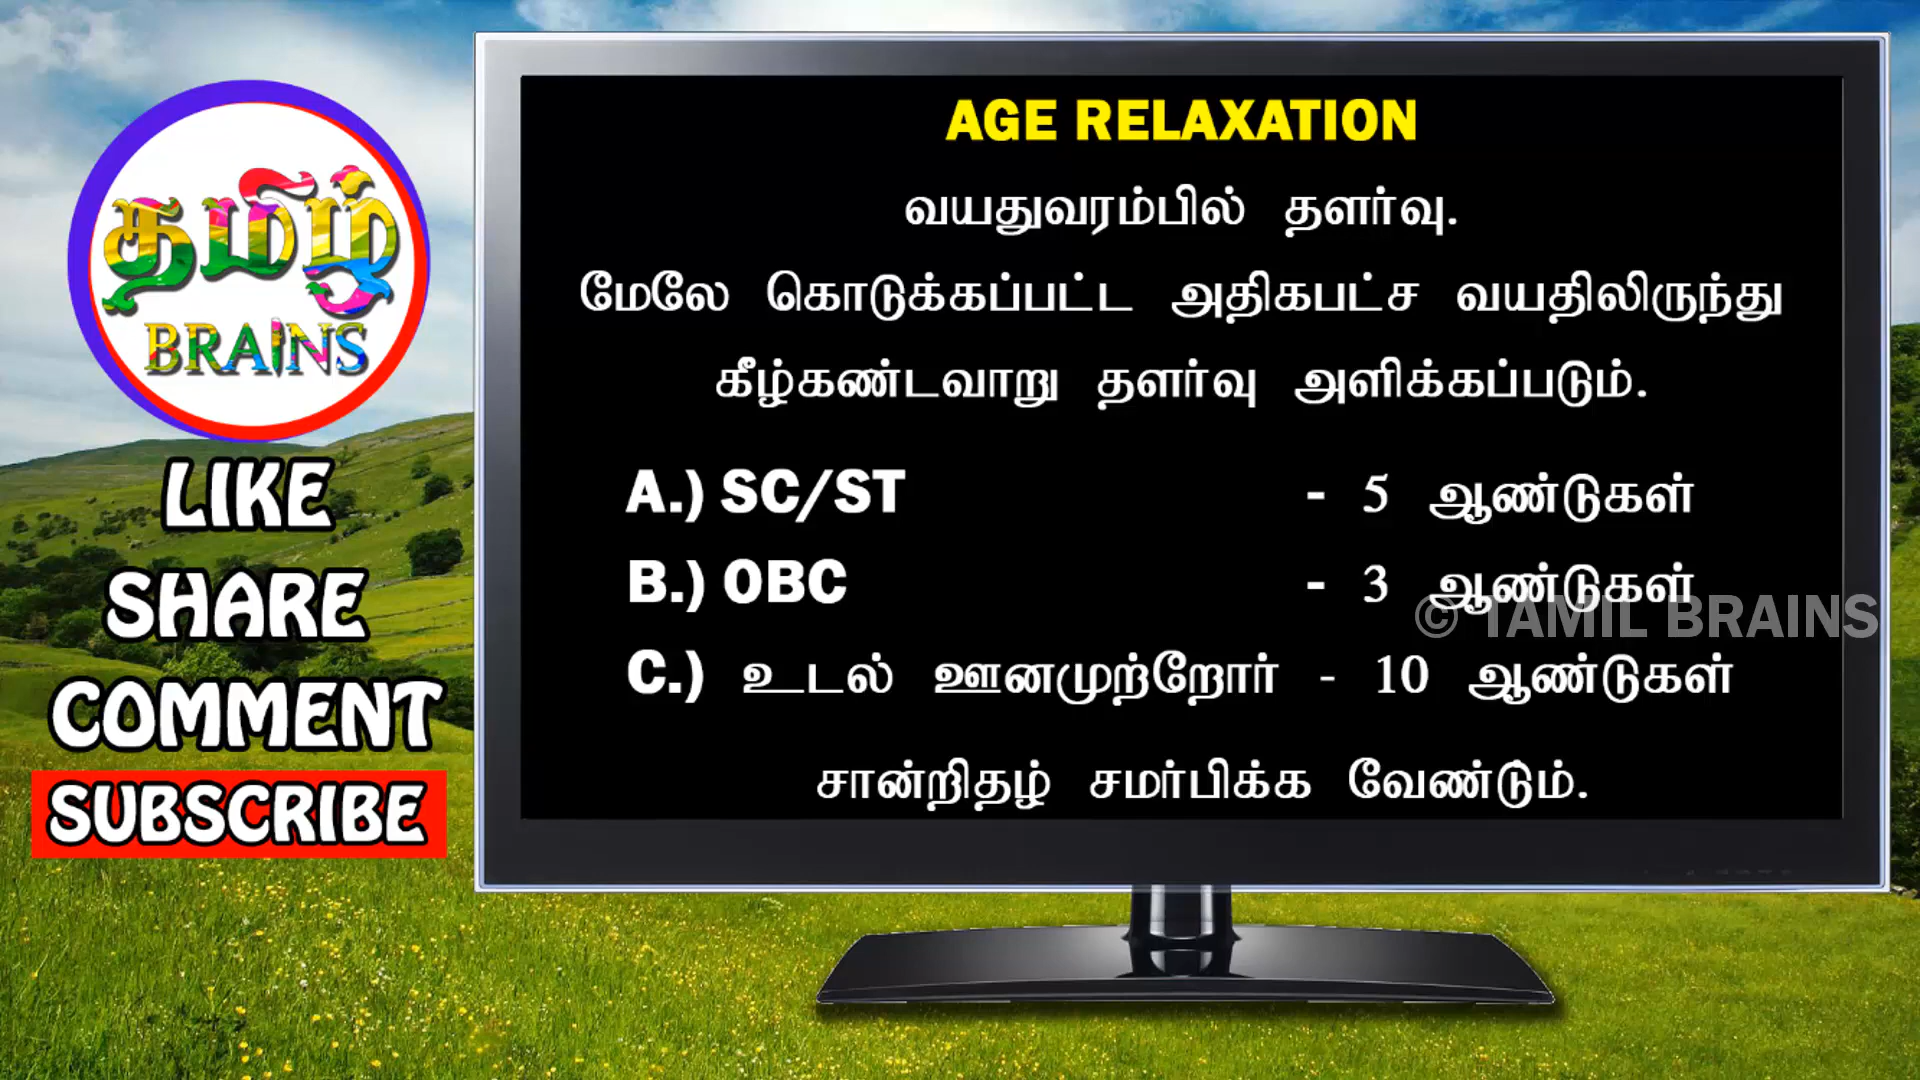 தமிழ்
BRAINS
LIKE
SHARE
COMMENT
SUBSCRIBE
AGE RELAXATION
வயதுவரம்பில் தளர்வு.
மேலே கொடுக்கப்பட்ட அதிகபட்ச வயதிலிருந்து
கீழ்கண்டவாறு தளர்வு அளிக்கப்படும்.
A.) SC/ST - 5 ஆண்டுகள்
B.) OBC - 3 ஆண்டுகள்
© TAMIL BRAINS
C.) உடல் ஊனமுற்றோர் - 10 ஆண்டுகள்
சான்றிதழ் சமர்பிக்க வேண்டும்.